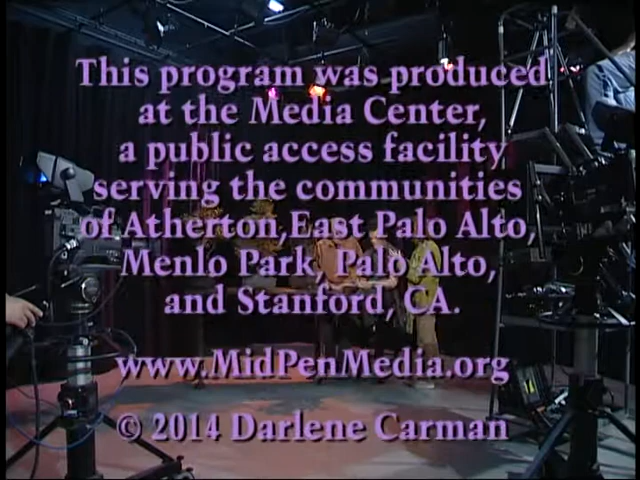 This program was produced
at the Media Center,
a public access facility
serving the communities
of Atherton,East Palo Alto,
Menlo Park, Palo Alto,
and Stanford, CA.
www.MidPenMedia.org
© 2014 Darlene Carman